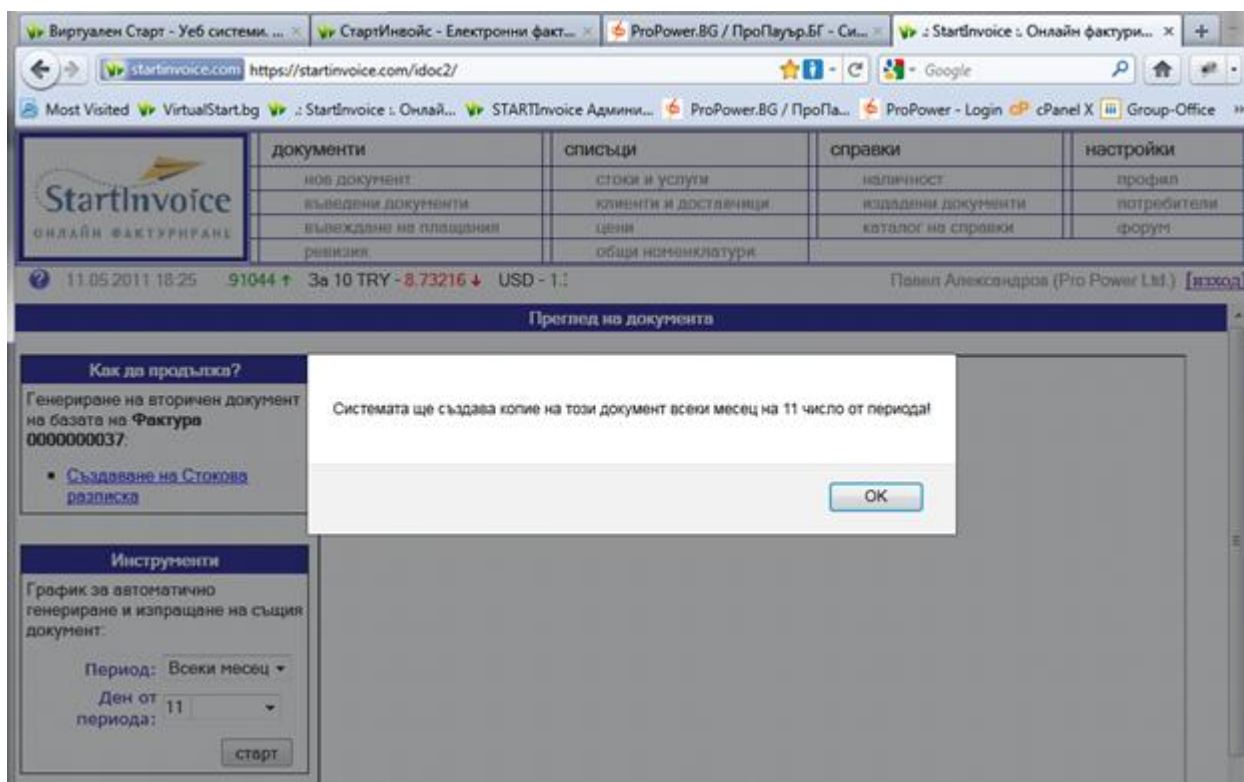 Виртуален Старт - Уеб системи. ...
СтартИнвойс - Електронни факт...
ProPower.BG / ПроПауър.БГ - Си...
.: StartInvoice :. Онлайн фактури...
startinvoice.com https://startinvoice.com/idoc2/
Google
Most Visited VirtualStart.bg .: StartInvoice :. Онлай... STARTInvoice Админи... ProPower.BG / ПроПа... ProPower - Login cPanel X Group-Office
StartInvoice
ОНЛАЙН ФАКТУРИРАНЕ
документи списъци справки настройки
нов документ стоки и услуги наличност профил
въведени документи клиенти и доставчици издадени документи потребители
въвеждане на плащания цени каталог на справки форум
ревизия общи номенклатури
11.05.2011 18:25 91044 ↑ За 10 TRY - 8.73216 ↓ USD - 1.
Павел Александров (Pro Power Ltd.) [изход]
Преглед на документа
Как да продължа?
Генериране на вторичен документ
на базата на Фактура
0000000037:
Създаване на Стокова
разписка
Системата ще създава копие на този документ всеки месец на 11 число от периода!
OK
Инструменти
График за автоматично
генериране и изпращане на същия
документ:
Период: Всеки месец
Ден от
периода: 11
старт